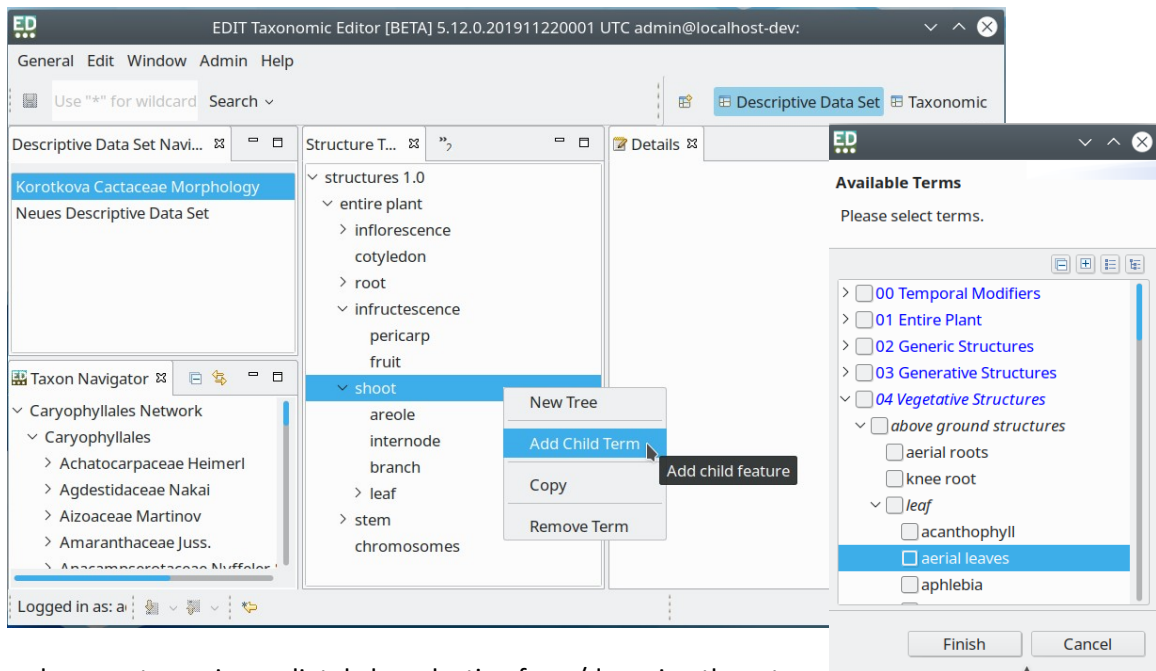 ED
EDIT Taxonomic Editor [BETA] 5.12.0.201911220001 UTC admin@localhost-dev:
General Edit Window Admin Help
Use "*" for wildcard Search
Descriptive Data Set Taxonomic
Descriptive Data Set Navi...
Korotkova Cactaceae Morphology
Neues Descriptive Data Set
Taxon Navigator
Caryophyllales Network
Caryophyllales
Achatocarpaceae Heimerl
Agdestidaceae Nakai
Aizoaceae Martinov
Amaranthaceae Juss.
Anacampserotaceae
Structure T... "2
structures 1.0
entire plant
inflorescence
cotyledon
root
infructescence
pericarp
fruit
shoot
areole
internode
branch
leaf
stem
chromosomes
New Tree
Add Child Term
Copy
Remove Term
Add child feature
Details
Logged in as:
ED
Available Terms
Please select terms.
00 Temporal Modifiers
01 Entire Plant
02 Generic Structures
03 Generative Structures
04 Vegetative Structures
above ground structures
aerial roots
knee root
leaf
acanthophyll
aerial leaves
aphlebia
Finish Cancel